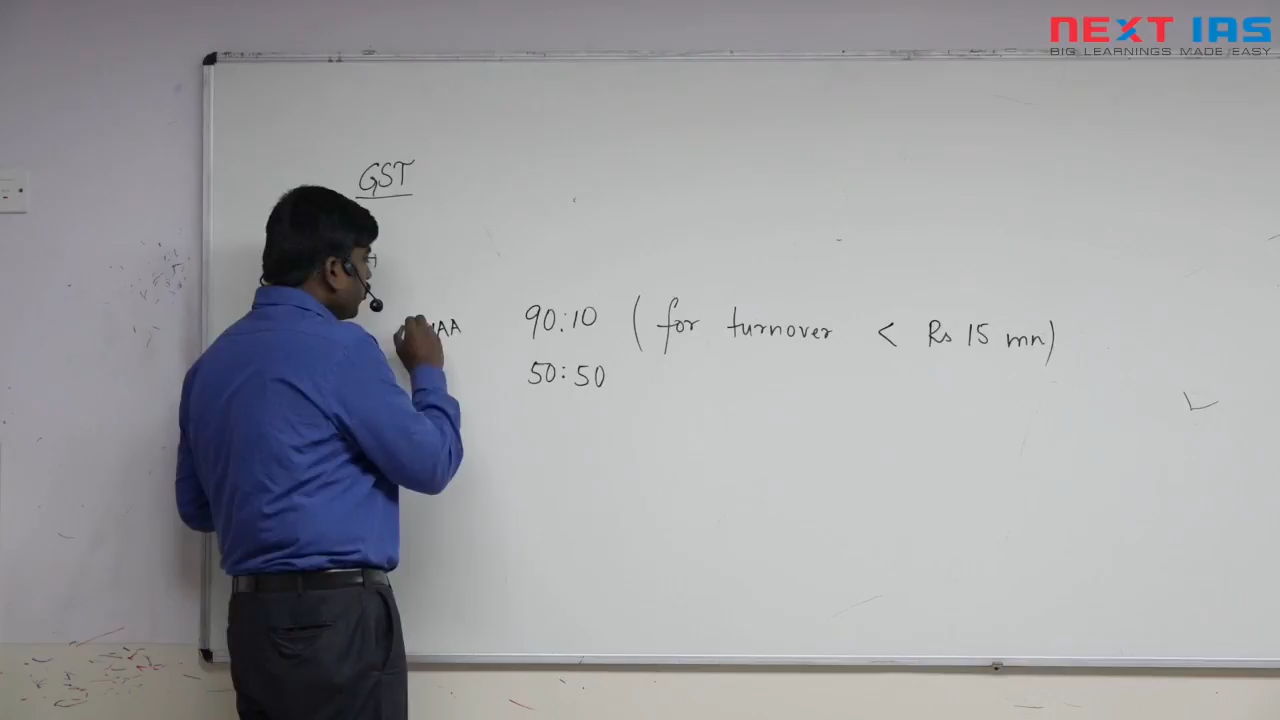 NEXT IAS
BIG LEARNINGS MADE EASY
GST
90:10 (for turnover < Rs 15 mn)
50:50